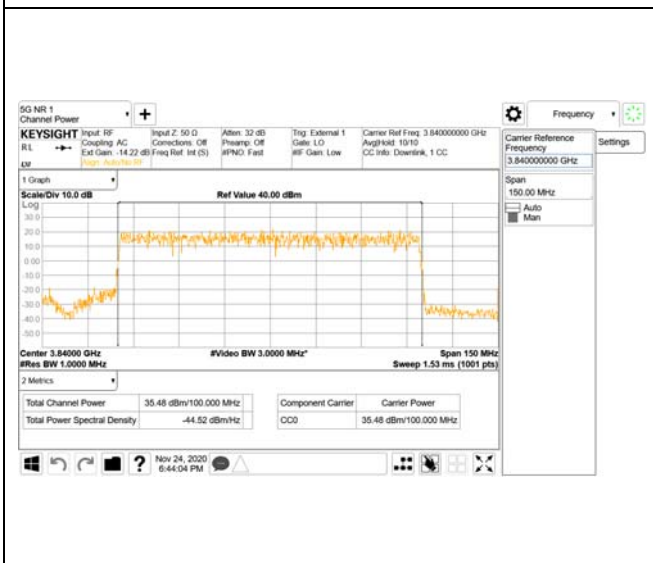 5G NR 1
Channel Power
Frequency
KEYSIGHT
RL
Input: RF
Coupling: AC
Ext Gain: -14.22 dB
Align: Auto/No RF
Input Z: 50 Ω
Corrections: Off
Freq Ref: Int (S)
Atten: 32 dB
Preamp: Off
#PNO: Fast
Trig: External 1
Gate: LO
#IF Gain: Low
Carrier Ref Freq: 3.840000000 GHz
Avg|Hold: 10/10
CC Info: Downlink, 1 CC
Carrier Reference
Frequency
3.840000000 GHz
Settings
Span
150.00 MHz
Auto
Man
1 Graph
Scale/Div 10.0 dB
Ref Value 40.00 dBm
Log
30.0
20.0
10.0
0.00
-10.0
-20.0
-30.0
-40.0
-50.0
Center 3.84000 GHz
#Video BW 3.0000 MHz*
Span 150 MHz
#Res BW 1.0000 MHz
Sweep 1.53 ms (1001 pts)
2 Metrics
Total Channel Power 35.48 dBm/100.000 MHz
Total Power Spectral Density -44.52 dBm/Hz
Component Carrier Carrier Power
CC0 35.48 dBm/100.000 MHz
?
Nov 24, 2020
6:44:04 PM